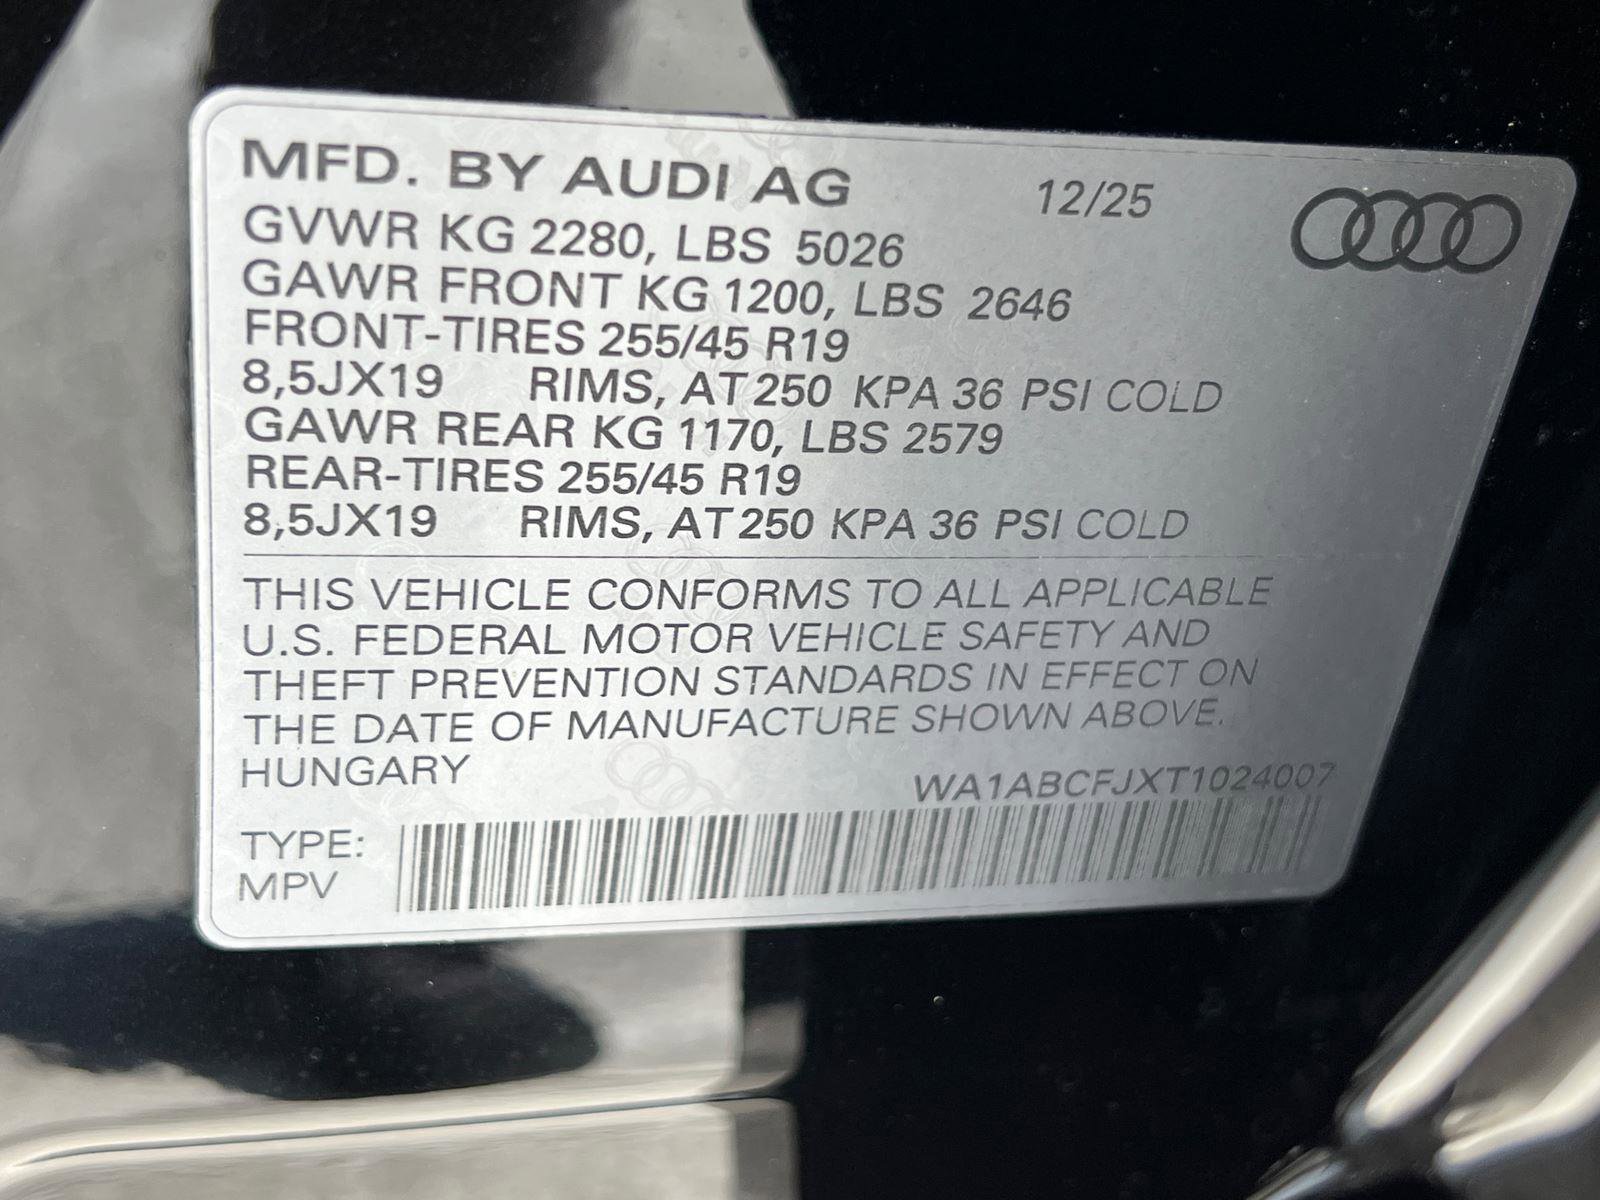 MFD. BY AUDI AG 12/25
GVWR KG 2280, LBS 5026
GAWR FRONT KG 1200, LBS 2646
FRONT-TIRES 255/45 R19
8,5JX19 RIMS, AT 250 KPA 36 PSI COLD
GAWR REAR KG 1170, LBS 2579
REAR-TIRES 255/45 R19
8,5JX19 RIMS, AT 250 KPA 36 PSI COLD
THIS VEHICLE CONFORMS TO ALL APPLICABLE
U.S. FEDERAL MOTOR VEHICLE SAFETY AND
THEFT PREVENTION STANDARDS IN EFFECT ON
THE DATE OF MANUFACTURE SHOWN ABOVE.
HUNGARY WA1ABCFJXT1024007
TYPE:
MPV